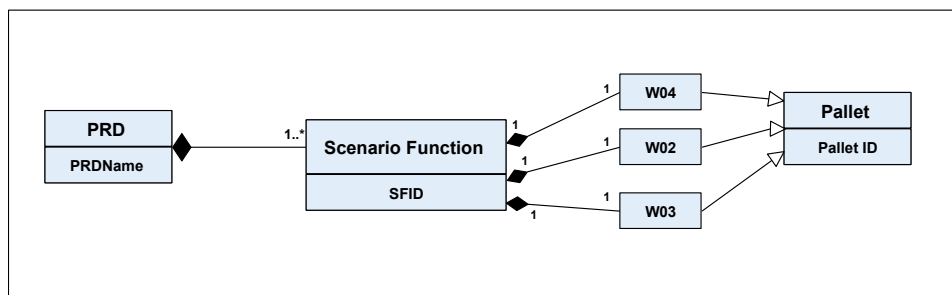 PRD
PRDName
1..*
Scenario Function
SFID
1
1
W04
1
1
W02
1
1
W03
Pallet
Pallet ID